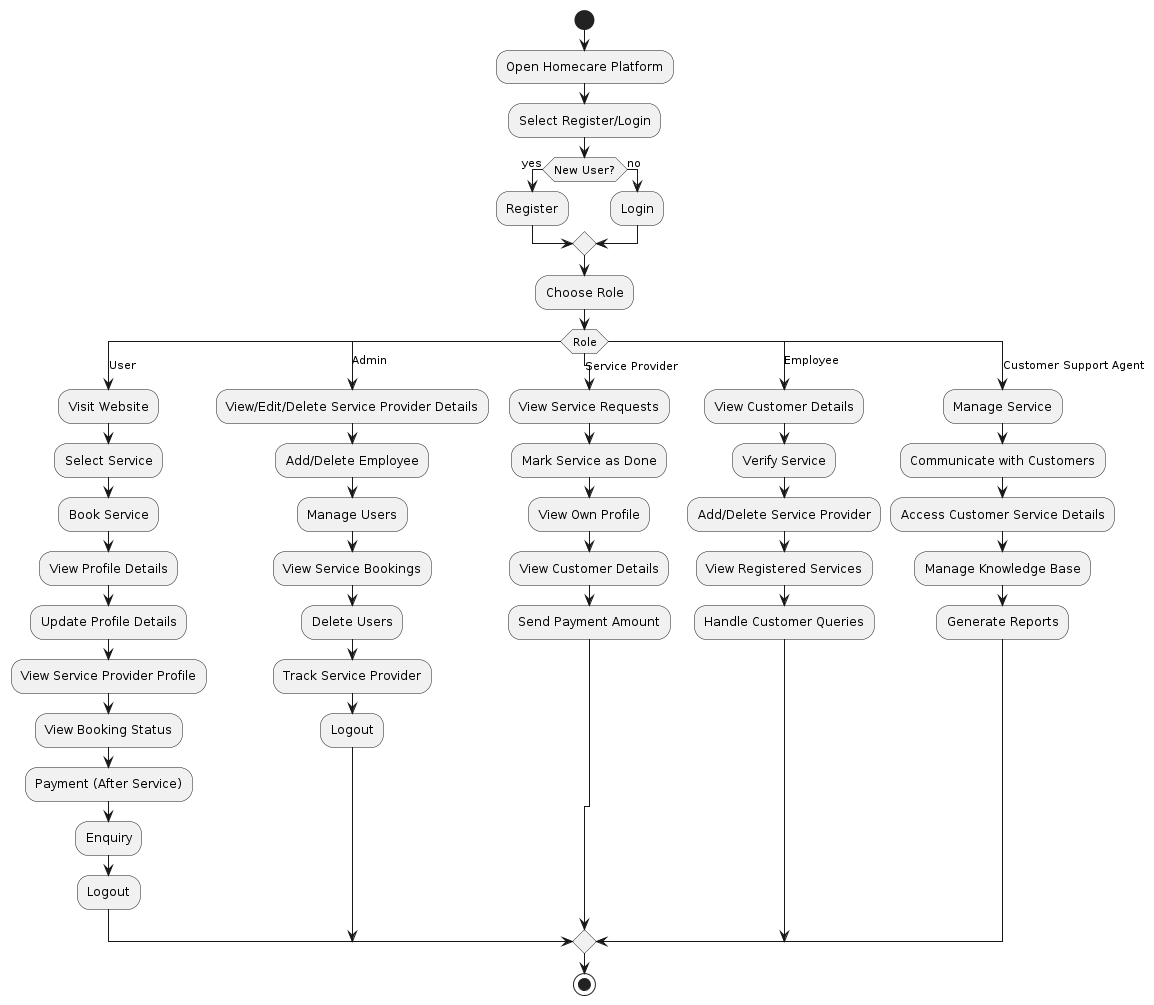 Open Homecare Platform
Select Register/Login
yes
New User?
no
Register
Login
Choose Role
Role
User
Admin
Service Provider
Employee
Customer Support Agent
Visit Website
Select Service
Book Service
View Profile Details
Update Profile Details
View Service Provider Profile
View Booking Status
Payment (After Service)
Enquiry
Logout
View/Edit/Delete Service Provider Details
Add/Delete Employee
Manage Users
View Service Bookings
Delete Users
Track Service Provider
Logout
View Service Requests
Mark Service as Done
View Own Profile
View Customer Details
Send Payment Amount
View Customer Details
Verify Service
Add/Delete Service Provider
View Registered Services
Handle Customer Queries
Manage Service
Communicate with Customers
Access Customer Service Details
Manage Knowledge Base
Generate Reports